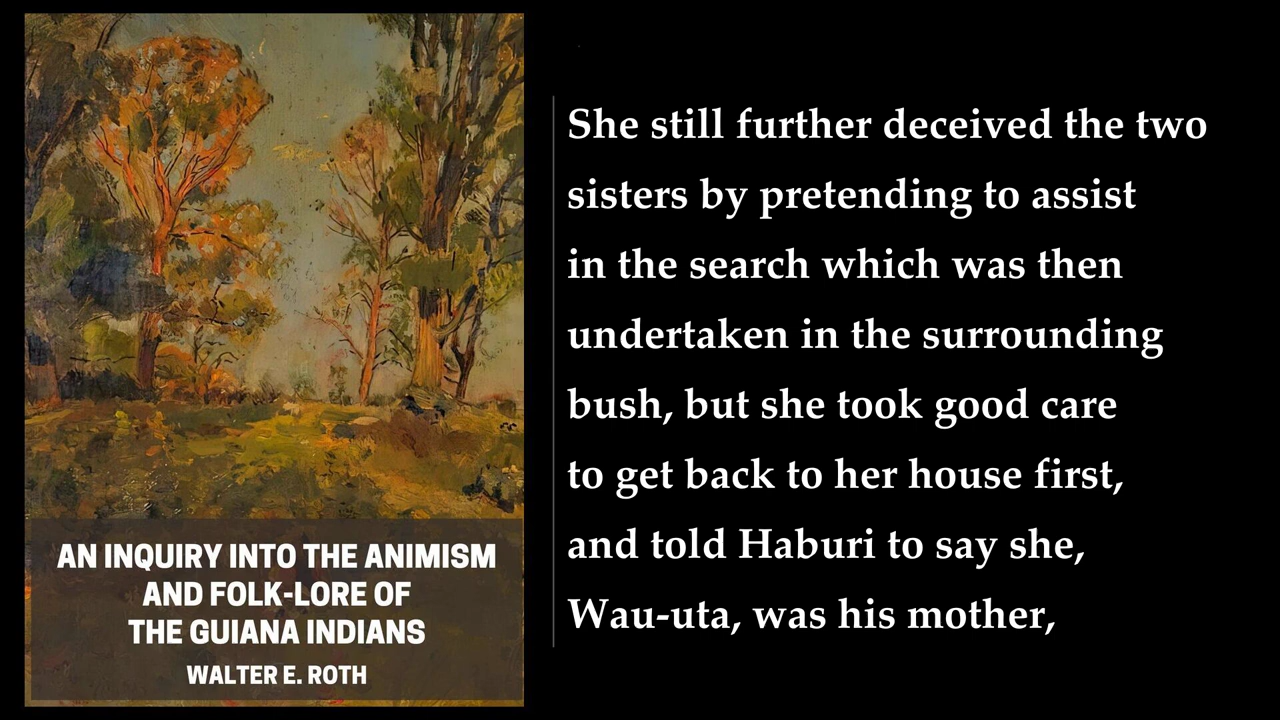 She still further deceived the two
sisters by pretending to assist
in the search which was then
undertaken in the surrounding
bush, but she took good care
to get back to her house first,
and told Haburi to say she,
Wau-uta, was his mother,
AN INQUIRY INTO THE ANIMISM
AND FOLK-LORE OF
THE GUIANA INDIANS
WALTER E. ROTH